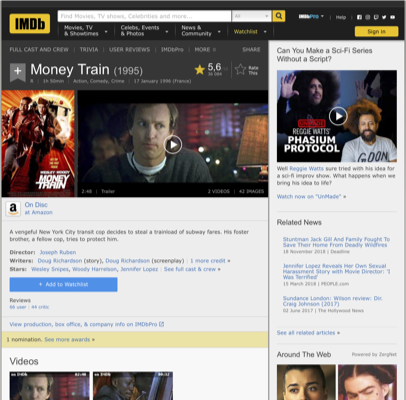 IMDb
Find Movies, TV shows, Celebrities and more...
All
IMDbPro
Help
Movies, TV
& Showtimes
Celebs, Events
& Photos
News &
Community
Watchlist
Sign in
FULL CAST AND CREW | TRIVIA | USER REVIEWS | IMDbPro | MORE
SHARE
Money Train (1995)
5,6
Rate
This
R | 1h 50min | Action, Comedy, Crime | 17 January 1996 (France)
MONEY
TRAIN
2:48 | Trailer
2 VIDEOS | 42 IMAGES
On Disc
at Amazon
A vengeful New York City transit cop decides to steal a trainload of subway fares. His foster
brother, a fellow cop, tries to protect him.
Director: Joseph Ruben
Writers: Doug Richardson (story), Doug Richardson (screenplay) | 1 more credit »
Stars: Wesley Snipes, Woody Harrelson, Jennifer Lopez | See full cast & crew »
+ Add to Watchlist
Reviews
66 user | 44 critic
View production, box office, & company info on IMDbPro
1 nomination. See more awards »
Videos
Can You Make a Sci-Fi Series
Without a Script?
REGGIE WATTS'
PHASIUM
PROTOCOL
Well Reggie Watts sure tried with his idea for
a sci-fi improv show. What happens when we
bring his idea to life?
Watch now on "UnMade" »
Related News
Stuntman Jack Gill And Family Fought To
Save Their Home From Deadly Wildfires
18 November 2018 | Deadline
Jennifer Lopez Reveals Her Own Sexual
Harassment Story with Movie Director: 'I
Was Terrified'
15 March 2018 | PEOPLE.com
Sundance London: Wilson review: Dir.
Craig Johnson (2017)
02 June 2017 | The Hollywood News
See all related articles »
Around The Web
Powered by ZergNet